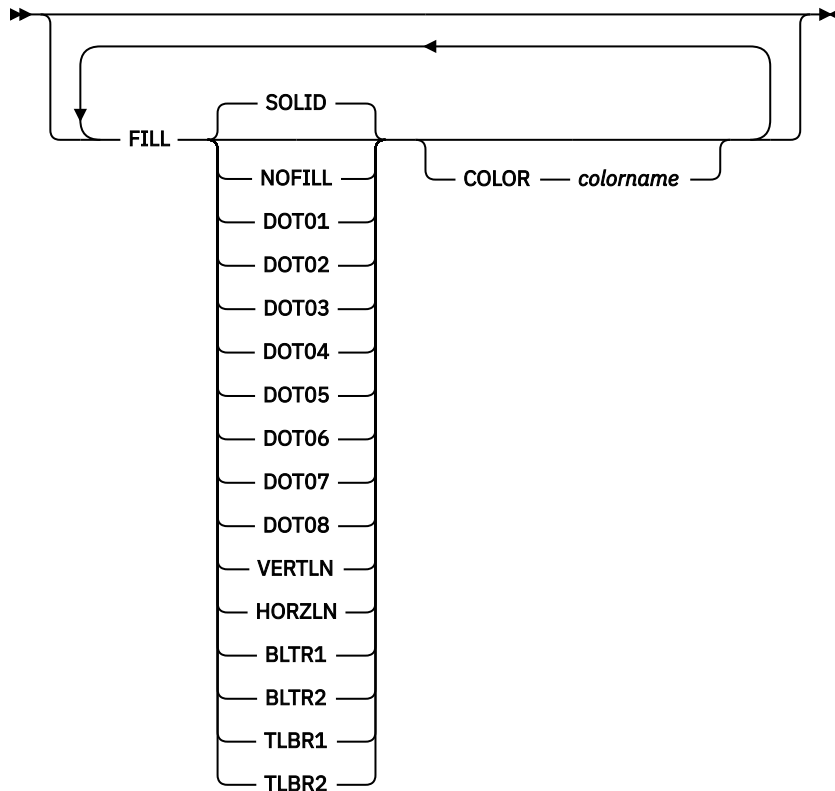 SOLID
FILL
NOFILL
COLOR colorname
DOT01
DOT02
DOT03
DOT04
DOT05
DOT06
DOT07
DOT08
VERTLN
HORZLN
BLTR1
BLTR2
TLBR1
TLBR2